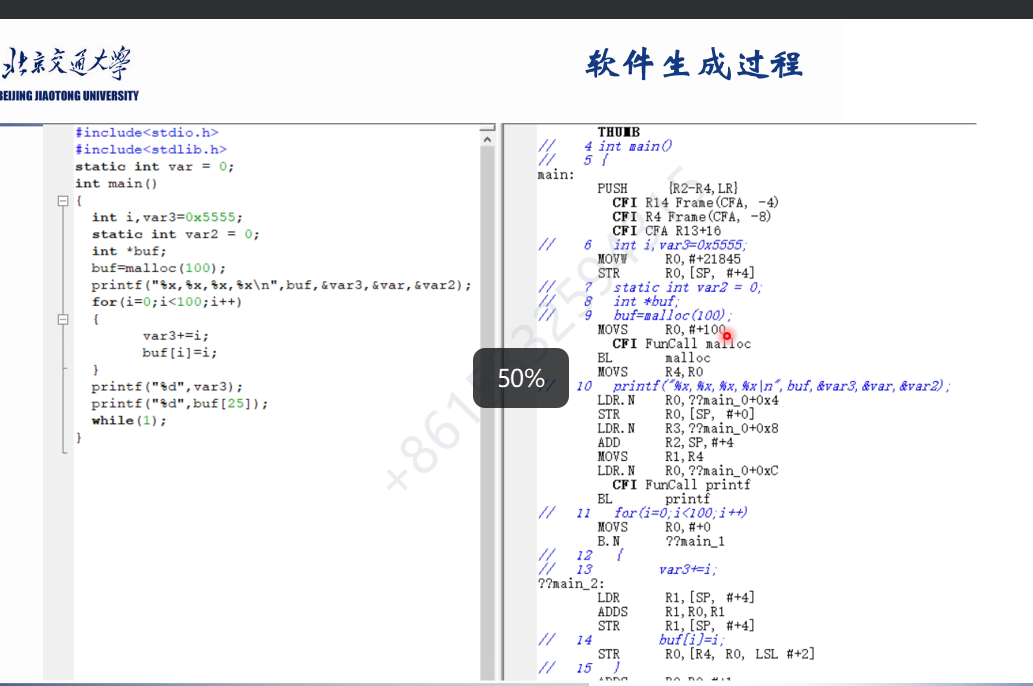 北京交通大学
BEIJING JIAOTONG UNIVERSITY
软件生成过程
#include<stdio.h>
#include<stdlib.h>
static int var = 0;
int main()
{
int i,var3=0x5555;
static int var2 = 0;
int *buf;
buf=malloc(100);
printf("%x,%x,%x,%x\n",buf,&var3,&var,&var2);
for(i=0;i<100;i++)
{
var3+=i;
buf[i]=i;
}
printf("%d",var3);
printf("%d",buf[25]);
while(1);
}
THUMB
// 4 int main()
// 5 {
main:
PUSH {R2-R4,LR}
CFI R14 Frame(CFA, -4)
CFI R4 Frame(CFA, -8)
CFI CFA R13+16
// 6 int i,var3=0x5555;
MOVW R0,#+21845
STR R0,[SP, #+4]
// 7 static int var2 = 0;
// 8 int *buf;
// 9 buf=malloc(100);
MOVS R0,#+100
CFI FunCall malloc
BL malloc
MOVS R4,R0
// 10 printf("%x,%x,%x,%x\n",buf,&var3,&var,&var2);
LDR.N R0,??main_0+0x4
STR R0,[SP, #+0]
LDR.N R3,??main_0+0x8
ADD R2,SP,#+4
MOVS R1,R4
LDR.N R0,??main_0+0xC
CFI FunCall printf
BL printf
// 11 for(i=0;i<100;i++)
MOVS R0,#+0
B.N ??main_1
// 12 {
// 13 var3+=i;
??main_2:
LDR R1,[SP, #+4]
ADDS R1,R0,R1
STR R1,[SP, #+4]
// 14 buf[i]=i;
STR R0,[R4, R0, LSL #+2]
// 15 }
ADDS R0,R0,#+1
50%